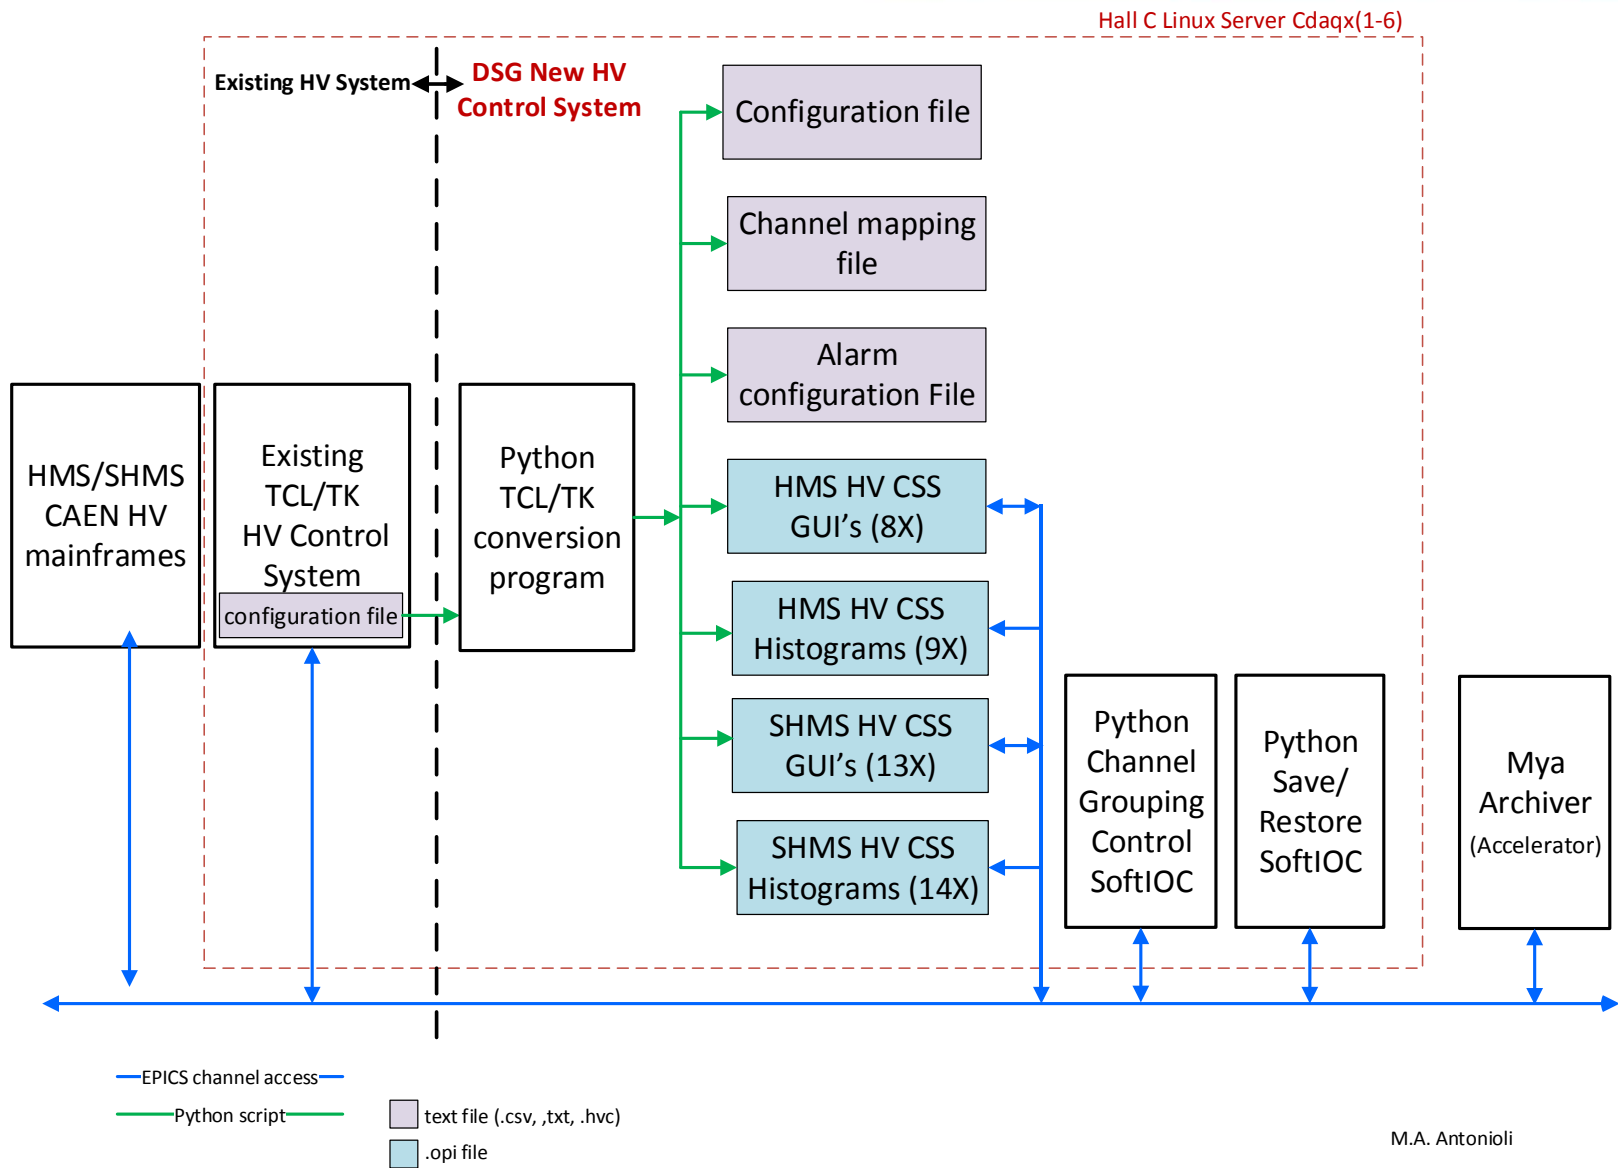 Hall C Linux Server Cdaqx(1-6)
Existing HV System
DSG New HV
Control System
Configuration file
Channel mapping
file
Alarm
configuration File
HMS/SHMS
CAEN HV
mainframes
Existing
TCL/TK
HV Control
System
configuration file
Python
TCL/TK
conversion
program
HMS HV CSS
GUI's (8X)
HMS HV CSS
Histograms (9X)
SHMS HV CSS
GUI's (13X)
SHMS HV CSS
Histograms (14X)
Python
Channel
Grouping
Control
SoftIOC
Python
Save/
Restore
SoftIOC
Mya
Archiver
(Accelerator)
EPICS channel access
Python script
text file (.csv, ,txt, .hvc)
.opi file
M.A. Antonioli